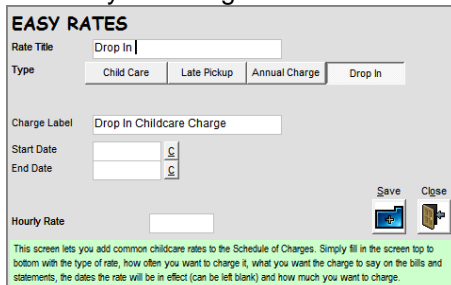 EASY RATES
Rate Title Drop In
Type Child Care Late Pickup Annual Charge Drop In
Charge Label Drop In Childcare Charge
Start Date C
End Date C
Save Close
Hourly Rate
This screen lets you add common childcare rates to the Schedule of Charges. Simply fill in the screen top to
bottom with the type of rate, how often you want to charge it, what you want the charge to say on the bills and
statements, the dates the rate will be in effect (can be left blank) and how much you want to charge.